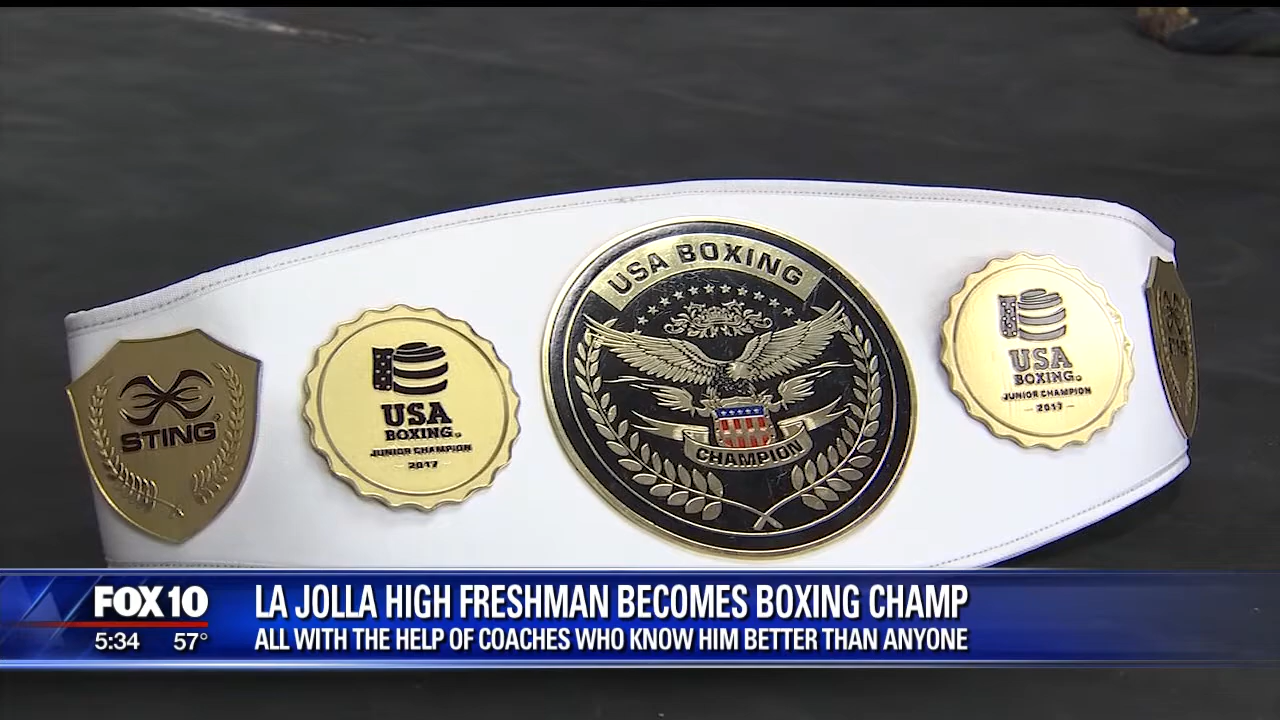 USA BOXING
CHAMPION
STING
USA
BOXING
JUNIOR CHAMPION
2017
USA
BOXING
JUNIOR CHAMPION
2017
FOX 10
5:34 57°
LA JOLLA HIGH FRESHMAN BECOMES BOXING CHAMP
ALL WITH THE HELP OF COACHES WHO KNOW HIM BETTER THAN ANYONE